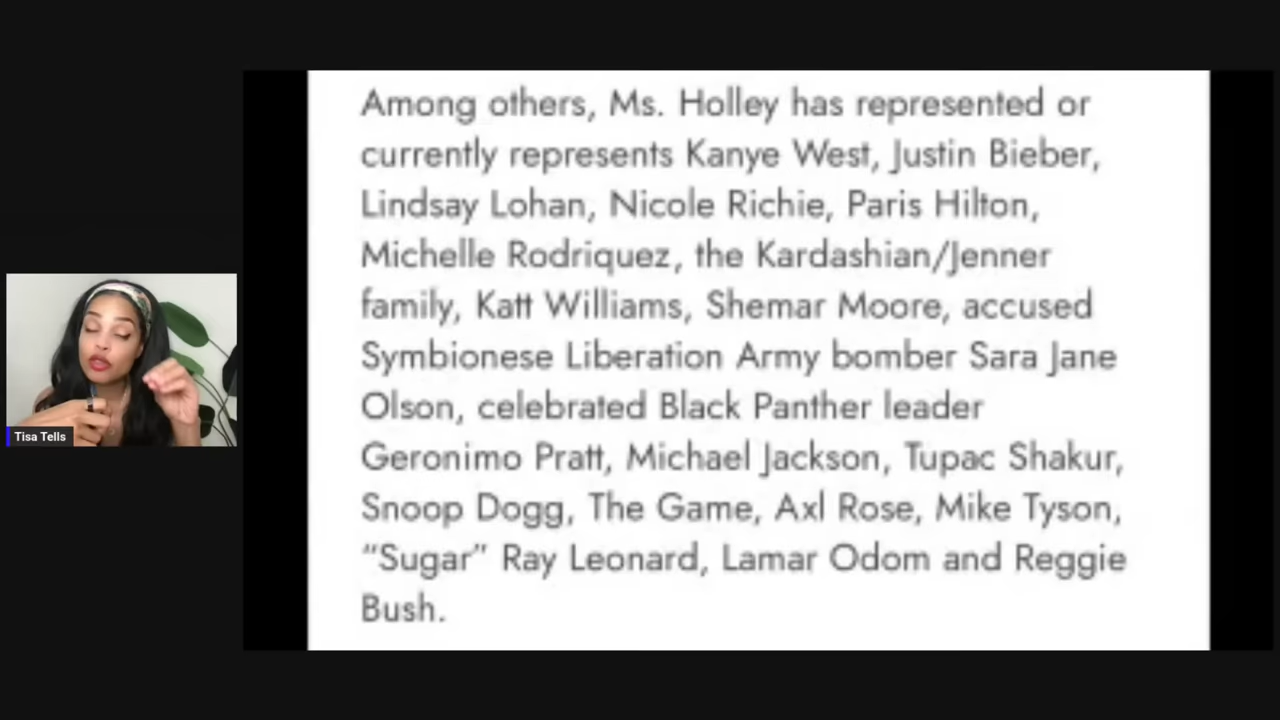 Among others, Ms. Holley has represented or
currently represents Kanye West, Justin Bieber,
Lindsay Lohan, Nicole Richie, Paris Hilton,
Michelle Rodriquez, the Kardashian/Jenner
family, Katt Williams, Shemar Moore, accused
Symbionese Liberation Army bomber Sara Jane
Olson, celebrated Black Panther leader
Geronimo Pratt, Michael Jackson, Tupac Shakur,
Snoop Dogg, The Game, Axl Rose, Mike Tyson,
“Sugar” Ray Leonard, Lamar Odom and Reggie
Bush.
Tisa Tells